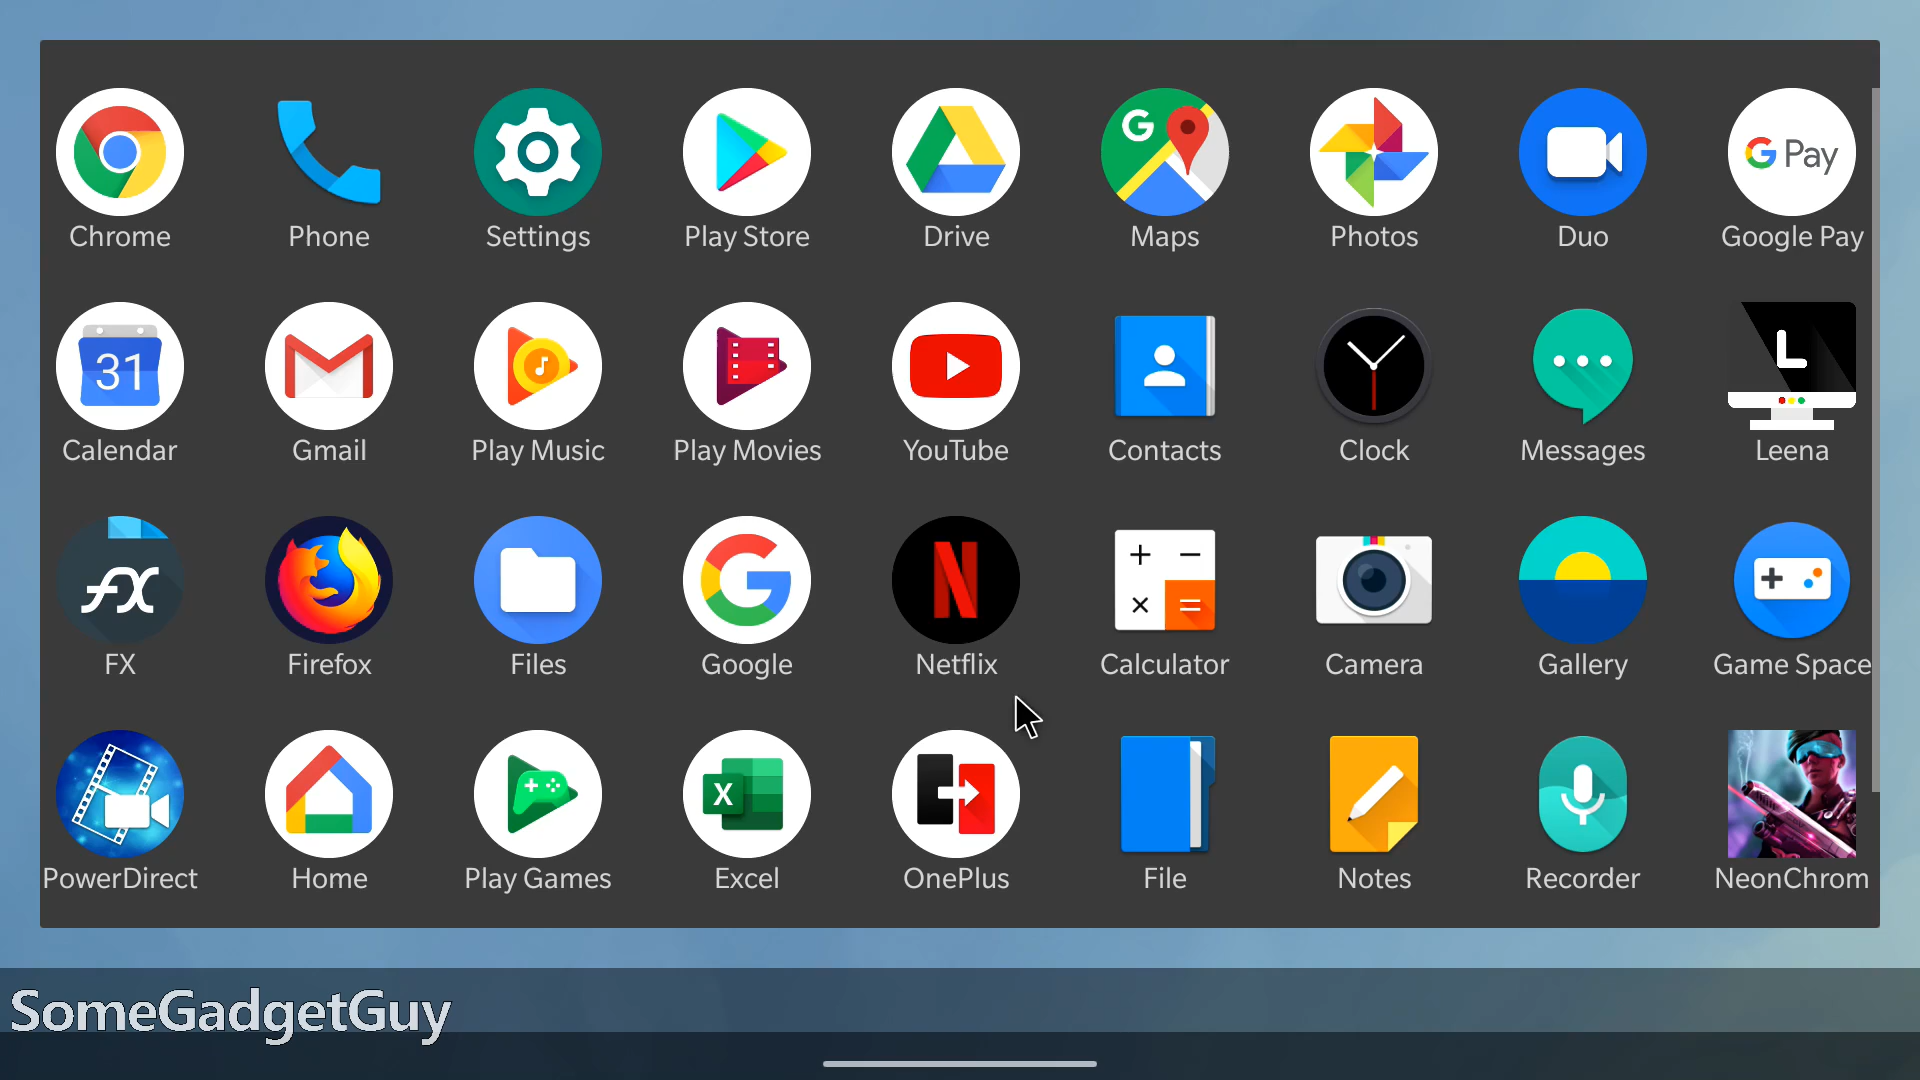 G Pay
Chrome Phone Settings Play Store Drive Maps Photos Duo Google Pay
31
Calendar Gmail Play Music Play Movies YouTube Contacts Clock Messages Leena
FX
FX Firefox Files Google Netflix Calculator Camera Gallery Game Space
X
PowerDirect Home Play Games Excel OnePlus File Notes Recorder NeonChrom
SomeGadgetGuy